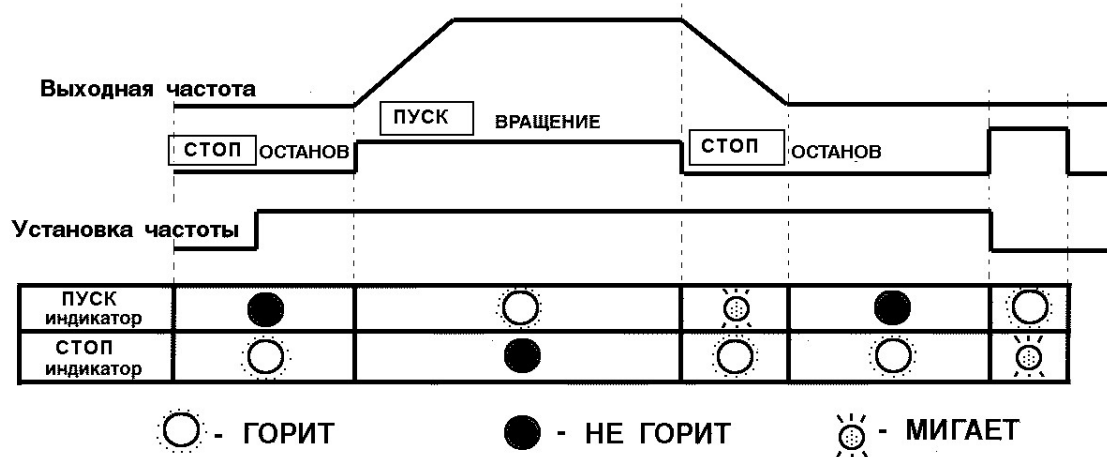 Выходная частота
ПУСК ВРАЩЕНИЕ
СТОП ОСТАНОВ
СТОП ОСТАНОВ
Установка частоты
ПУСК
индикатор
СТОП
индикатор
- ГОРИТ
- НЕ ГОРИТ
- МИГАЕТ